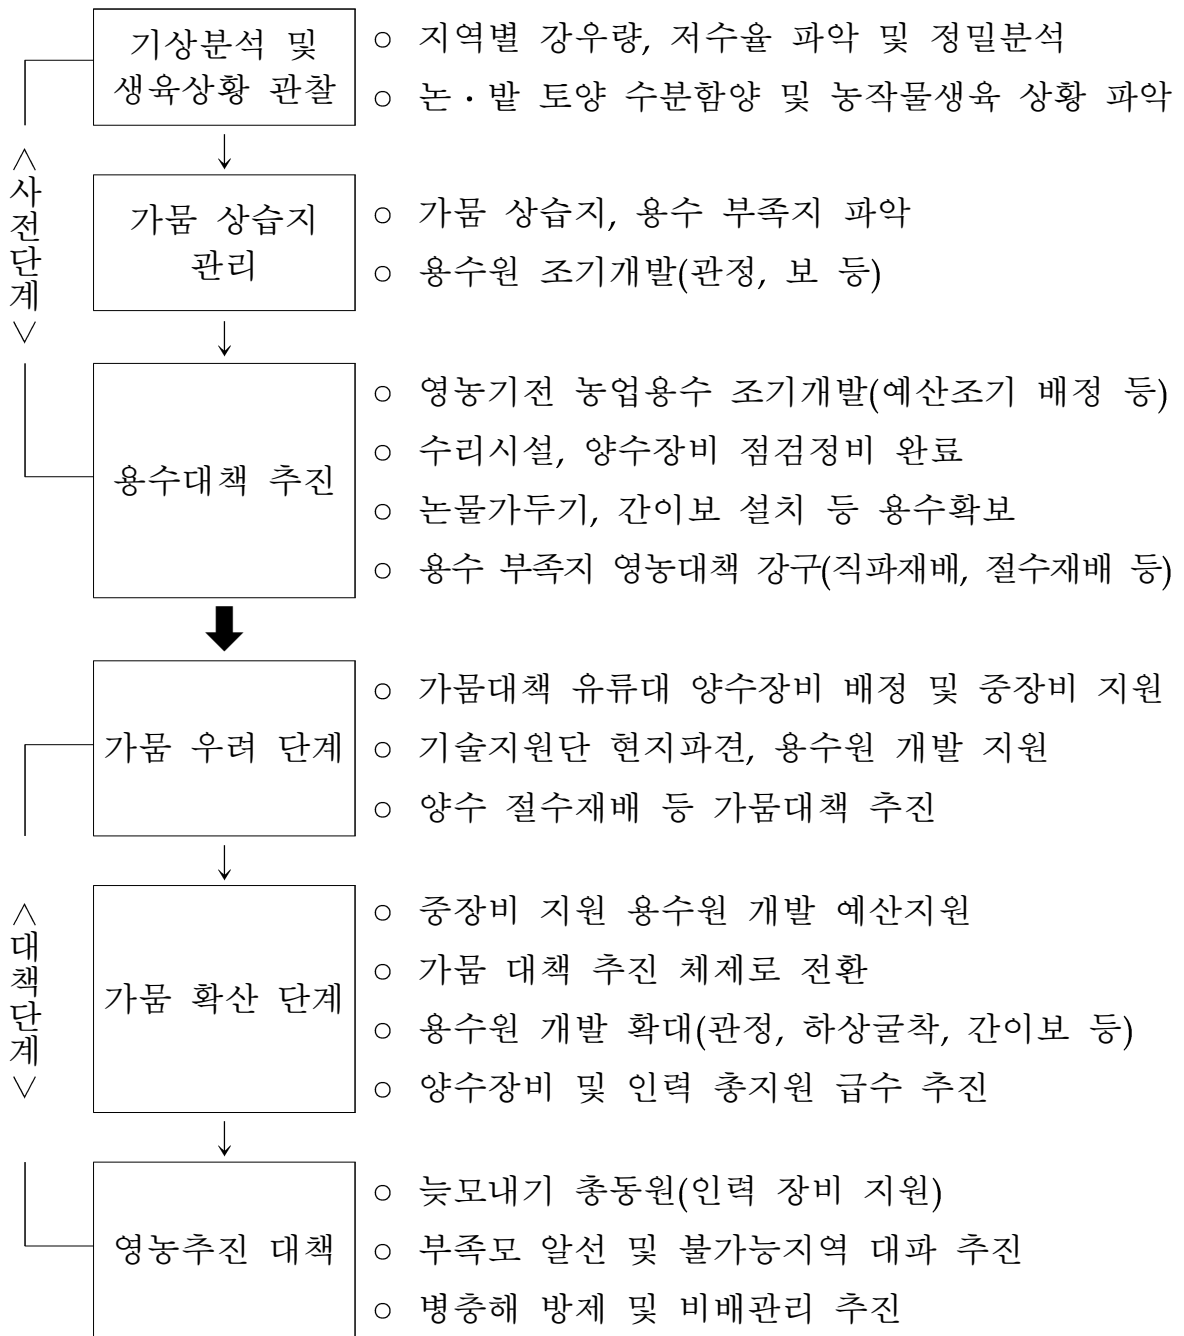 기상분석 및
생육상황 관찰
○ 지역별 강우량, 저수율 파악 및 정밀분석
○ 논·밭 토양 수분함양 및 농작물생육 상황 파악
<사전단계>
가뭄 상습지
관리
○ 가뭄 상습지, 용수 부족지 파악
○ 용수원 조기개발(관정, 보 등)
용수대책 추진
○ 영농기전 농업용수 조기개발(예산조기 배정 등)
○ 수리시설, 양수장비 점검정비 완료
○ 논물가두기, 간이보 설치 등 용수확보
○ 용수 부족지 영농대책 강구(직파재배, 절수재배 등)
가뭄 우려 단계
○ 가뭄대책 유류대 양수장비 배정 및 중장비 지원
○ 기술지원단 현지파견, 용수원 개발 지원
○ 양수 절수재배 등 가뭄대책 추진
<대책단계>
가뭄 확산 단계
○ 중장비 지원 용수원 개발 예산지원
○ 가뭄 대책 추진 체제로 전환
○ 용수원 개발 확대(관정, 하상굴착, 간이보 등)
○ 양수장비 및 인력 총지원 급수 추진
영농추진 대책
○ 늦모내기 총동원(인력 장비 지원)
○ 부족모 알선 및 불가능지역 대파 추진
○ 병충해 방제 및 비배관리 추진